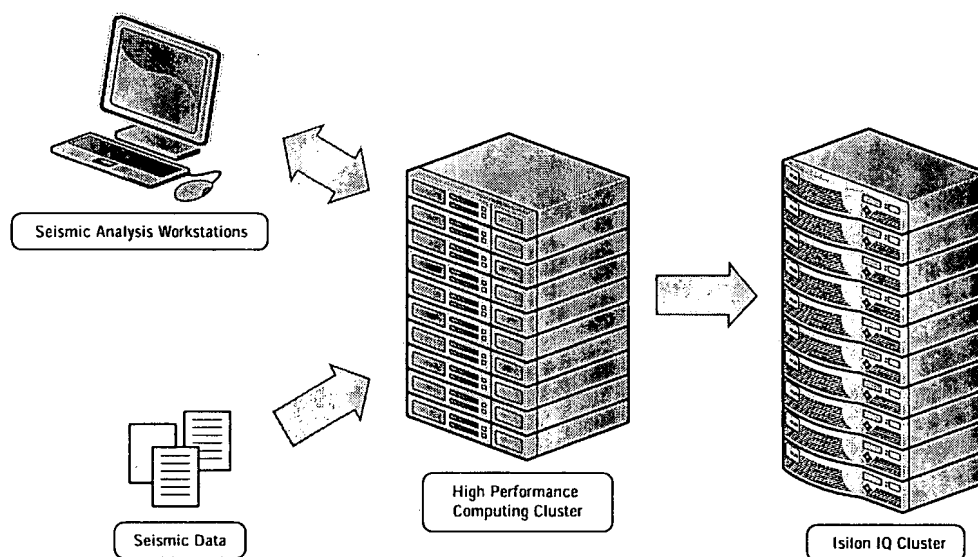 Seismic Analysis Workstations
Seismic Data
High Performance
Computing Cluster
Isilon IQ Cluster